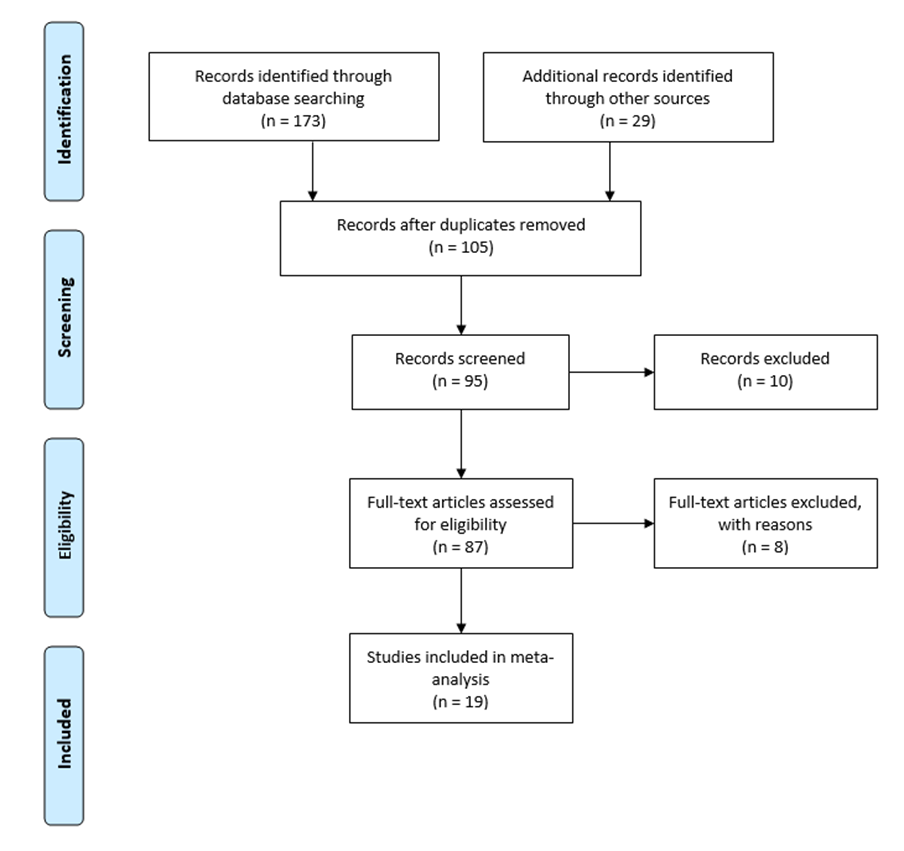 Identification
Records identified through
database searching
(n = 173)
Additional records identified
through other sources
(n = 29)
Records after duplicates removed
(n = 105)
Screening
Records screened
(n = 95)
Records excluded
(n = 10)
Eligibility
Full-text articles assessed
for eligibility
(n = 87)
Full-text articles excluded,
with reasons
(n = 8)
Included
Studies included in meta-
analysis
(n = 19)